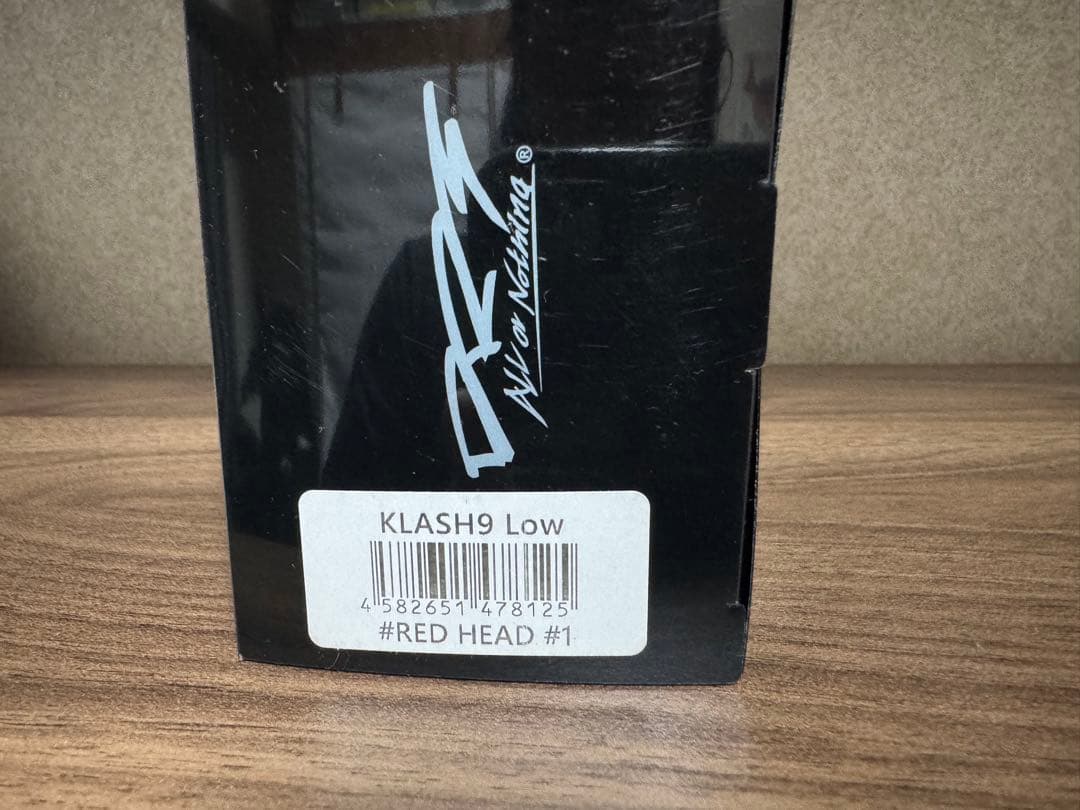 DRT
All or Nothing®
KLASH9 Low
4 582651 478125
#RED HEAD #1